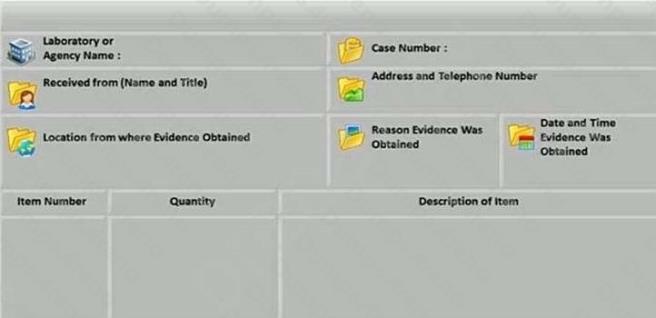 Laboratory or
Agency Name :
Case Number :
Received from (Name and Title)
Address and Telephone Number
Location from where Evidence Obtained
Reason Evidence Was
Obtained
Date and Time
Evidence Was
Obtained
Item Number
Quantity
Description of Item